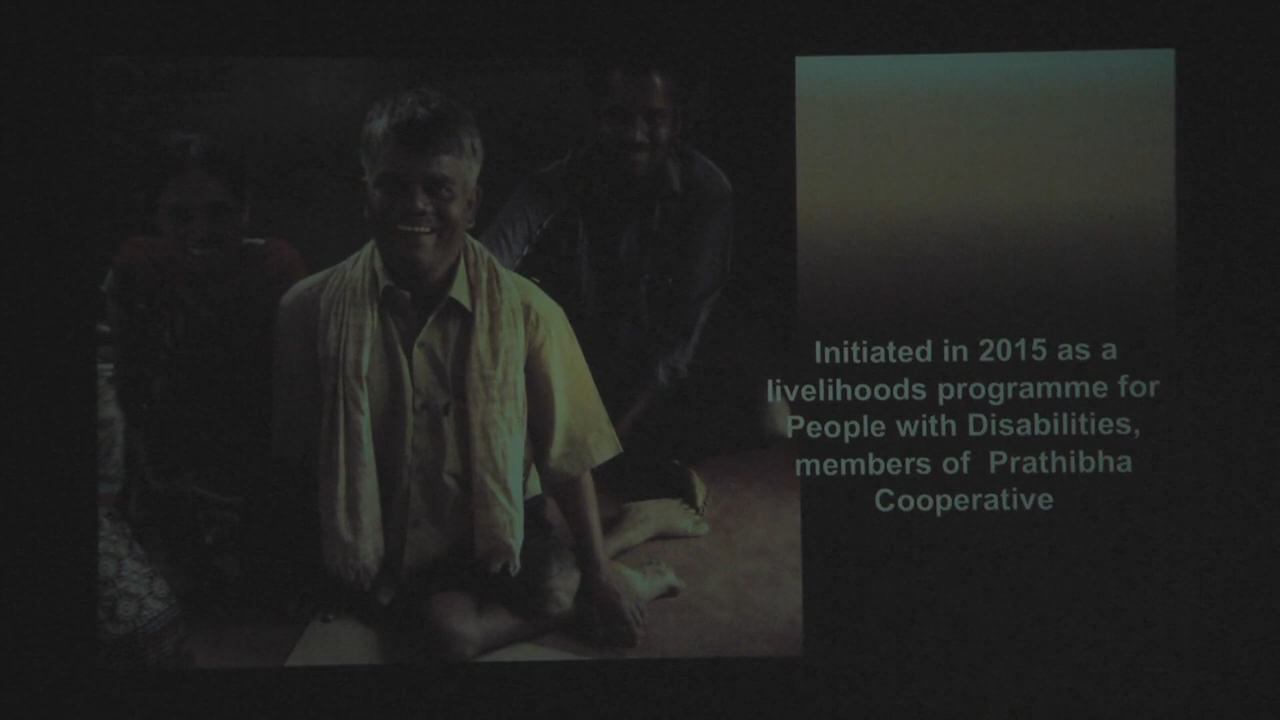 Initiated in 2015 as a
livelihoods programme for
People with Disabilities,
members of Prathibha
Cooperative